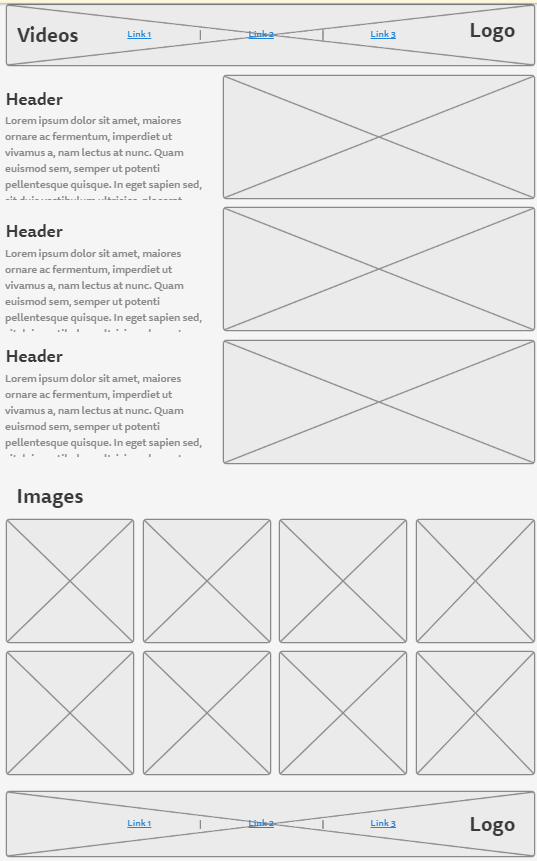 Videos Link 1 | Link 2 | Link 3 Logo
Header
Lorem ipsum dolor sit amet, maiores
ornare ac fermentum, imperdiet ut
vivamus a, nam lectus at nunc. Quam
euismod sem, semper ut potenti
pellentesque quisque. In eget sapien sed,
Header
Lorem ipsum dolor sit amet, maiores
ornare ac fermentum, imperdiet ut
vivamus a, nam lectus at nunc. Quam
euismod sem, semper ut potenti
pellentesque quisque. In eget sapien sed,
Header
Lorem ipsum dolor sit amet, maiores
ornare ac fermentum, imperdiet ut
vivamus a, nam lectus at nunc. Quam
euismod sem, semper ut potenti
pellentesque quisque. In eget sapien sed,
Images
Link 1 | Link 2 | Link 3 Logo